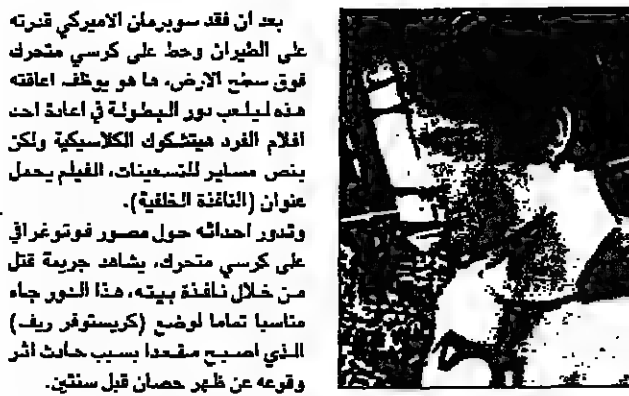 بعد ان فقد سوبرمان الاميركي قدرته
على الطيران وحط على كرسي متحرك
فوق سطح الارض، ها هو يوظف اعاقته
هذه ليلعب دور البطولة في اعادة احد
افلام الفرد هيتشكوك الكلاسيكية ولكن
بنص مساير للتسعينات، الفيلم يحمل
عنوان (النافذة الخلفية).
وتدور احداثه حول مصور فوتوغرافي
على كرسي متحرك، يشاهد جريمة قتل
من خلال نافذة بيته، هذا الدور جاء
مناسبا تماما لوضع (كريستوفر ريف)
الذي اصبح مقعدا بسبب حادث اثر
وقوعه عن ظهر حصان قبل سنتين.